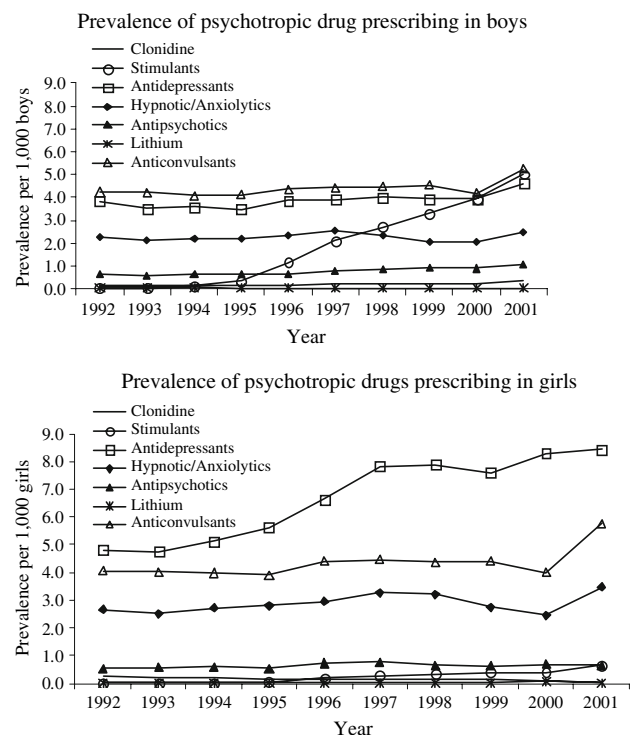 Prevalence of psychotropic drug prescribing in boys
Clonidine
Stimulants
Antidepressants
Hypnotic/Anxiolytics
Antipsychotics
Lithium
Anticonvulsants
9.0
8.0
7.0
6.0
5.0
4.0
3.0
2.0
1.0
0.0
Prevalence per 1,000 boys
1992 1993 1994 1995 1996 1997 1998 1999 2000 2001
Year
Prevalence of psychotropic drugs prescribing in girls
Clonidine
Stimulants
Antidepressants
Hypnotic/Anxiolytics
Antipsychotics
Lithium
Anticonvulsants
9.0
8.0
7.0
6.0
5.0
4.0
3.0
2.0
1.0
0.0
Prevalence per 1,000 girls
1992 1993 1994 1995 1996 1997 1998 1999 2000 2001
Year